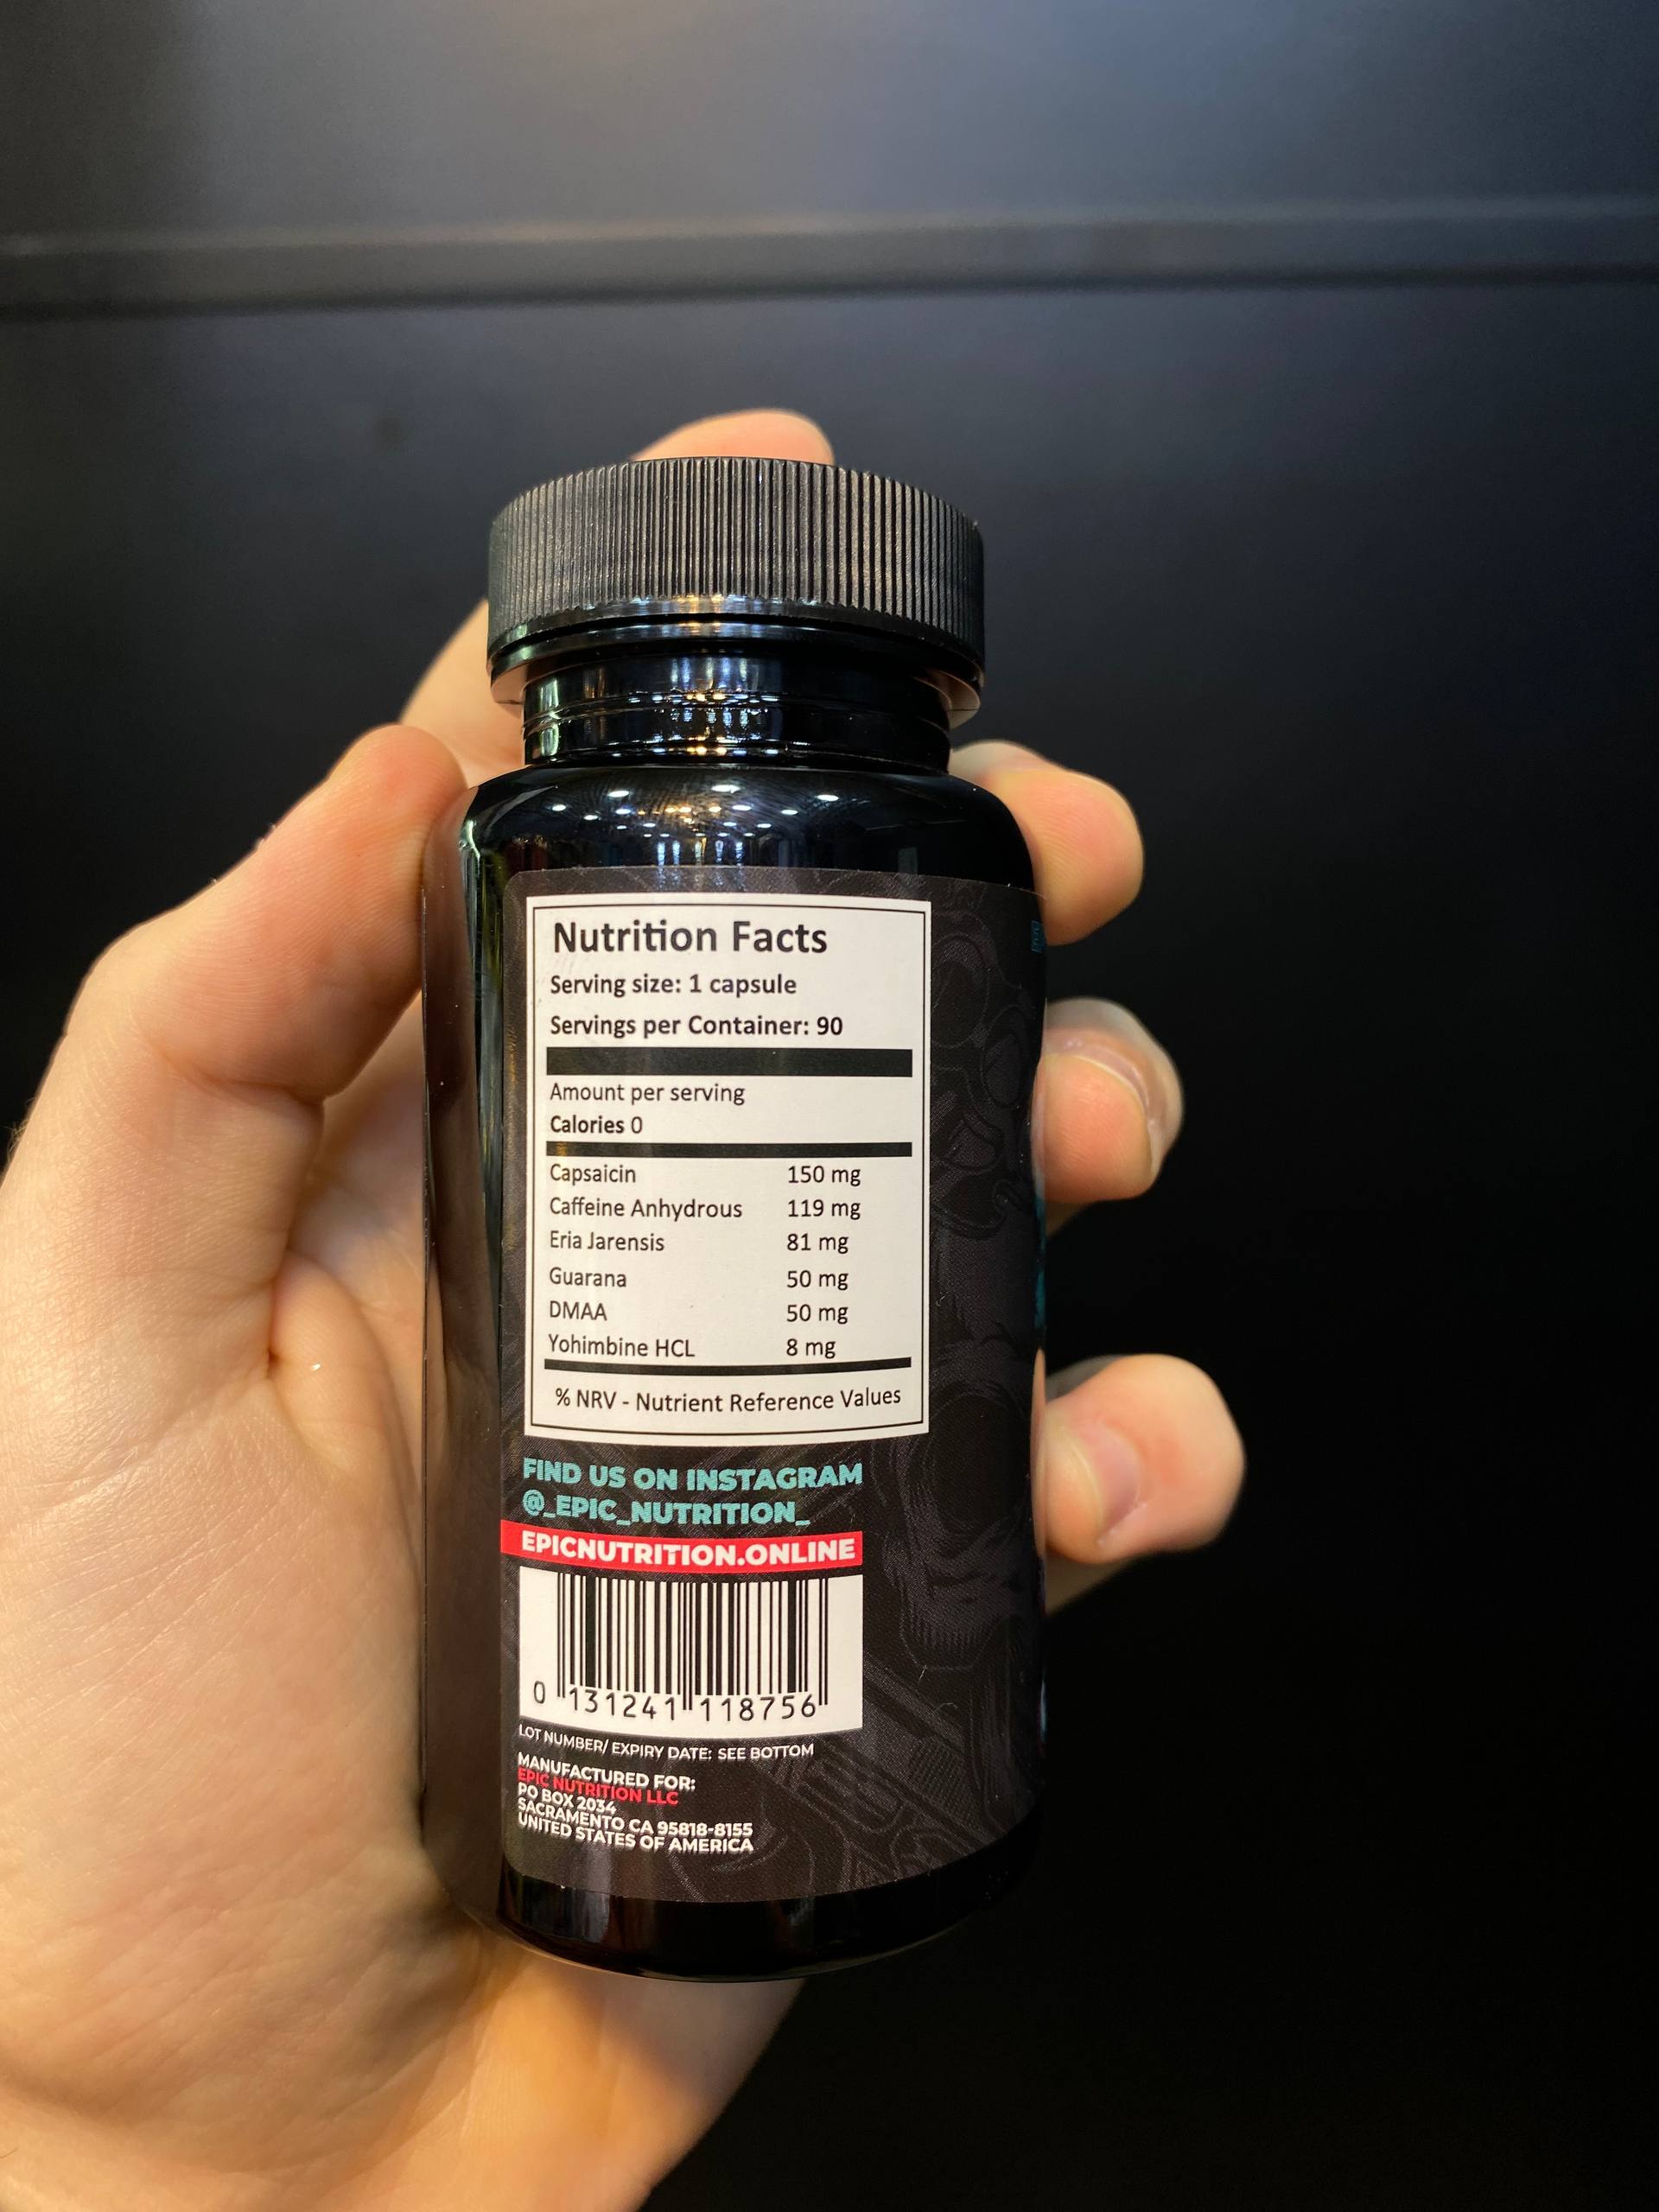 Nutrition Facts
Serving size: 1 capsule
Servings per Container: 90
Amount per serving
Calories 0
Capsaicin 150 mg
Caffeine Anhydrous 119 mg
Eria Jarensis 81 mg
Guarana 50 mg
DMAA 50 mg
Yohimbine HCL 8 mg
% NRV - Nutrient Reference Values
FIND US ON INSTAGRAM
@_EPIC_NUTRITION_
EPICNUTRITION.ONLINE
0 131241 118756
LOT NUMBER/ EXPIRY DATE: SEE BOTTOM
MANUFACTURED FOR:
EPIC NUTRITION LLC
PO BOX 2034
SACRAMENTO CA 95818-8155
UNITED STATES OF AMERICA